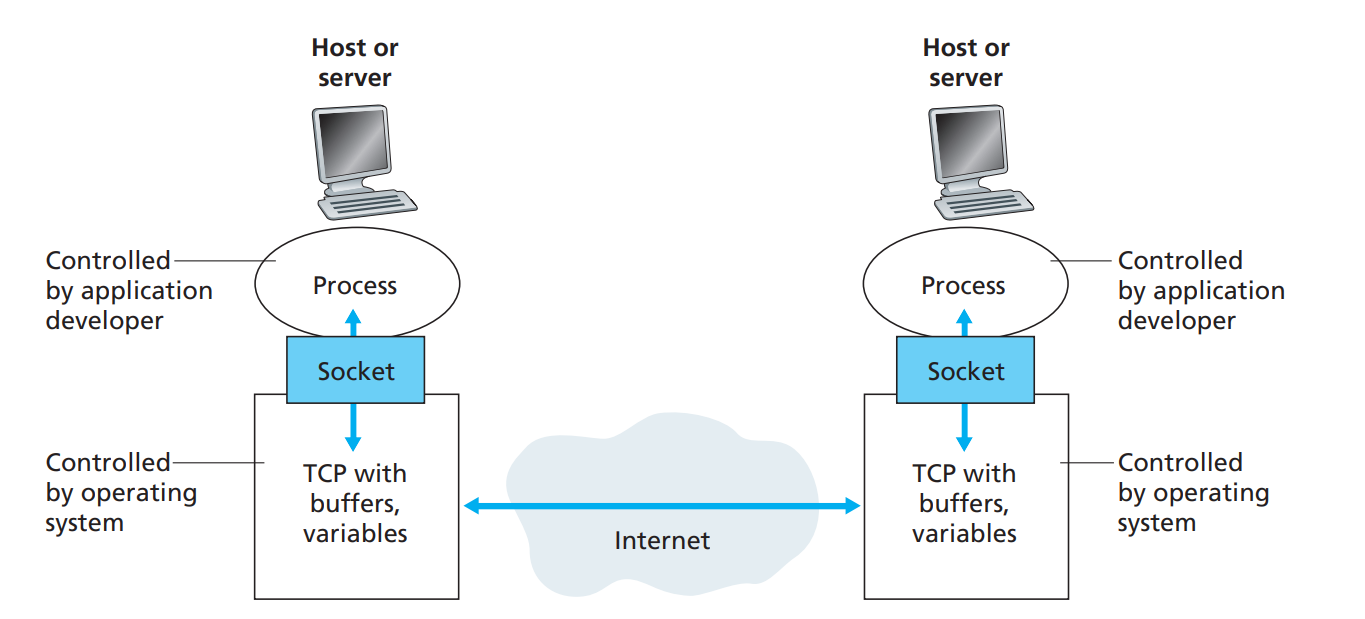 Host or
server
Host or
server
Controlled
by application
developer
Process
Process
Controlled
by application
developer
Socket
Socket
Controlled
by operating
system
TCP with
buffers,
variables
Internet
TCP with
buffers,
variables
Controlled
by operating
system